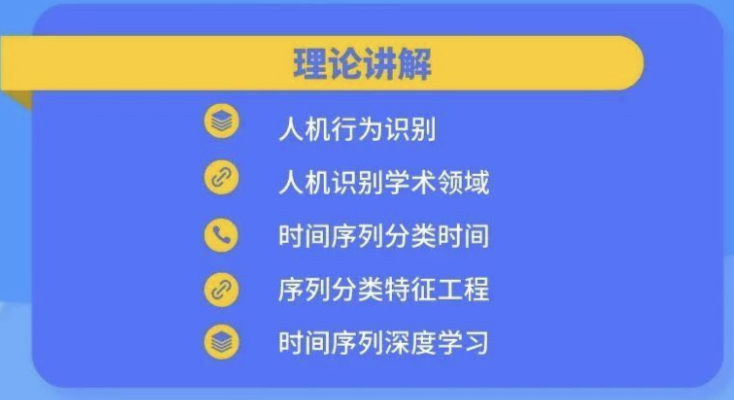 理论讲解
人机行为识别
人机识别学术领域
时间序列分类时间
序列分类特征工程
时间序列深度学习